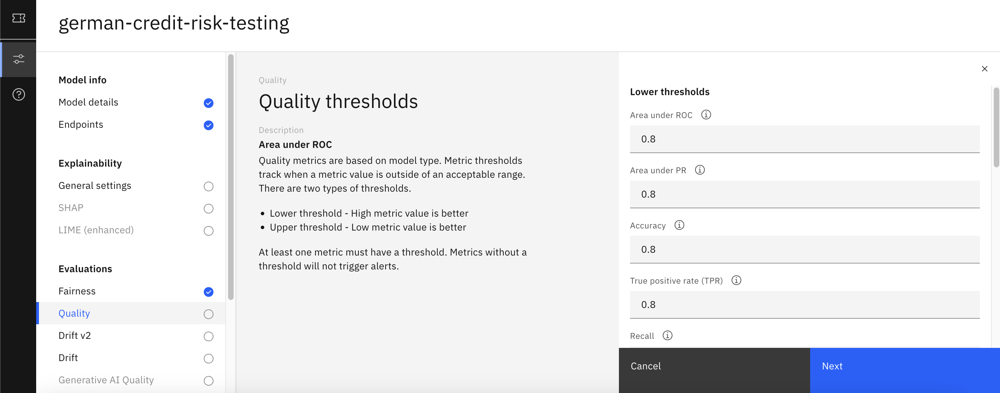 german-credit-risk-testing
Model info
Model details
Endpoints
Explainability
General settings
SHAP
LIME (enhanced)
Evaluations
Fairness
Quality
Drift v2
Drift
Generative AI Quality
Quality
Quality thresholds
Description
Area under ROC
Quality metrics are based on model type. Metric thresholds
track when a metric value is outside of an acceptable range.
There are two types of thresholds.
• Lower threshold - High metric value is better
• Upper threshold - Low metric value is better
At least one metric must have a threshold. Metrics without a
threshold will not trigger alerts.
Lower thresholds
Area under ROC
0.8
Area under PR
0.8
Accuracy
0.8
True positive rate (TPR)
0.8
Recall
Cancel
Next